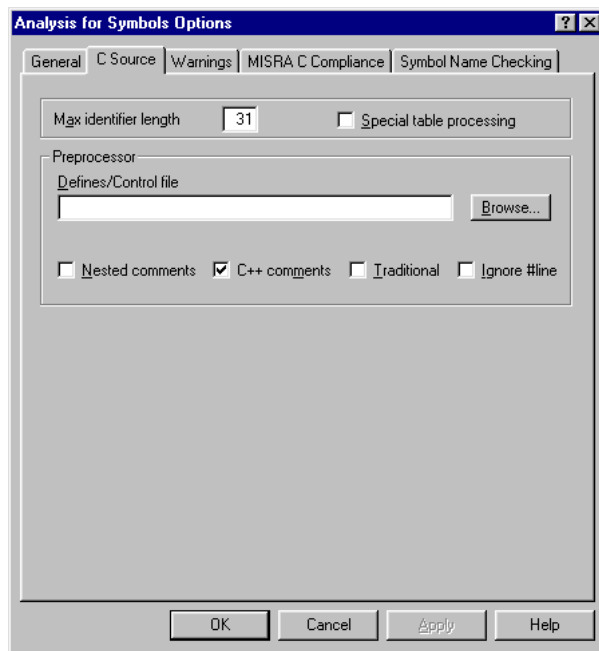 Analysis for Symbols Options
General C Source Warnings MISRA C Compliance Symbol Name Checking
Max identifier length 31 Special table processing
Preprocessor
Defines/Control file
Browse...
Nested comments C++ comments Traditional Ignore #line
OK Cancel Apply Help